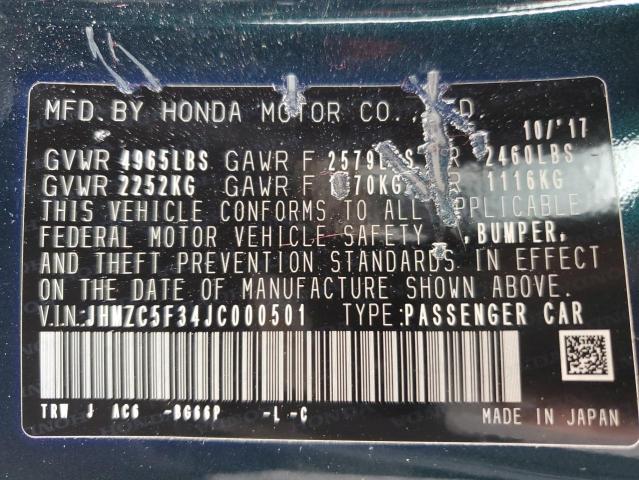 MFD. BY HONDA MOTOR CO.,
10/'17
GVWR 4965LBS GAWR F 2460LBS
GVWR 2252KG GAWR F 1116KG
THIS VEHICLE CONFORMS TO ALL APPLICABLE
FEDERAL MOTOR VEHICLE SAFETY , BUMPER,
AND THEFT PREVENTION STANDARDS IN EFFECT
ON THE DATE OF MANUFACTURE SHOWN ABOVE.
V.I.N.:JHMZC5F34JC000501 TYPE:PASSENGER CAR
TRW J AC6 -BG66P -L -C
MADE IN JAPAN